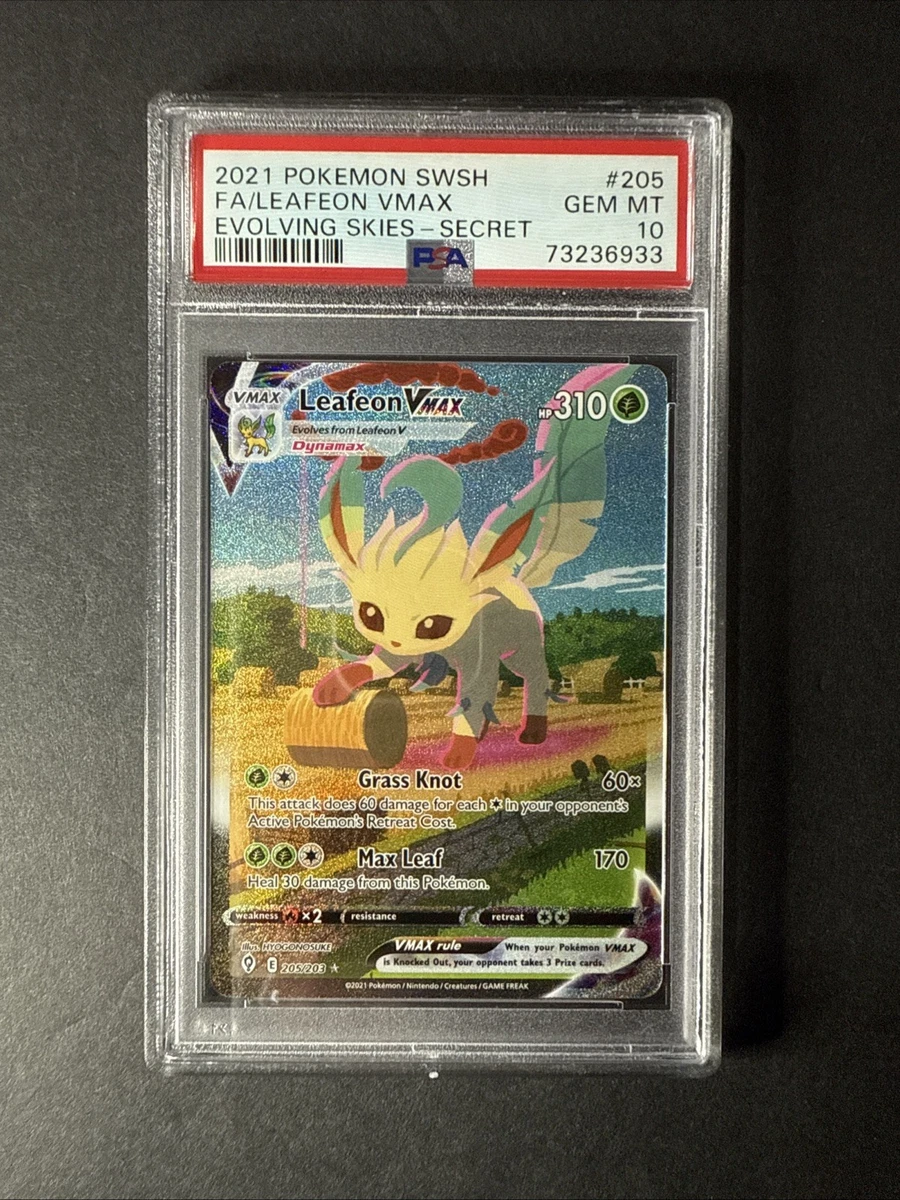 2021 POKEMON SWSH #205
FA/LEAFEON VMAX GEM MT
EVOLVING SKIES – SECRET 10
PSA 73236933
VMAX Leafeon VMAX HP 310
Evolves from Leafeon V
Dynamax
Grass Knot 60×
This attack does 60 damage for each in your opponent's
Active Pokémon's Retreat Cost.
Max Leaf 170
Heal 30 damage from this Pokémon.
weakness ×2 resistance retreat
Illus. HYOGONOSUKE VMAX rule When your Pokémon VMAX
E 205/203 is Knocked Out, your opponent takes 3 Prize cards.
©2021 Pokémon / Nintendo / Creatures / GAME FREAK